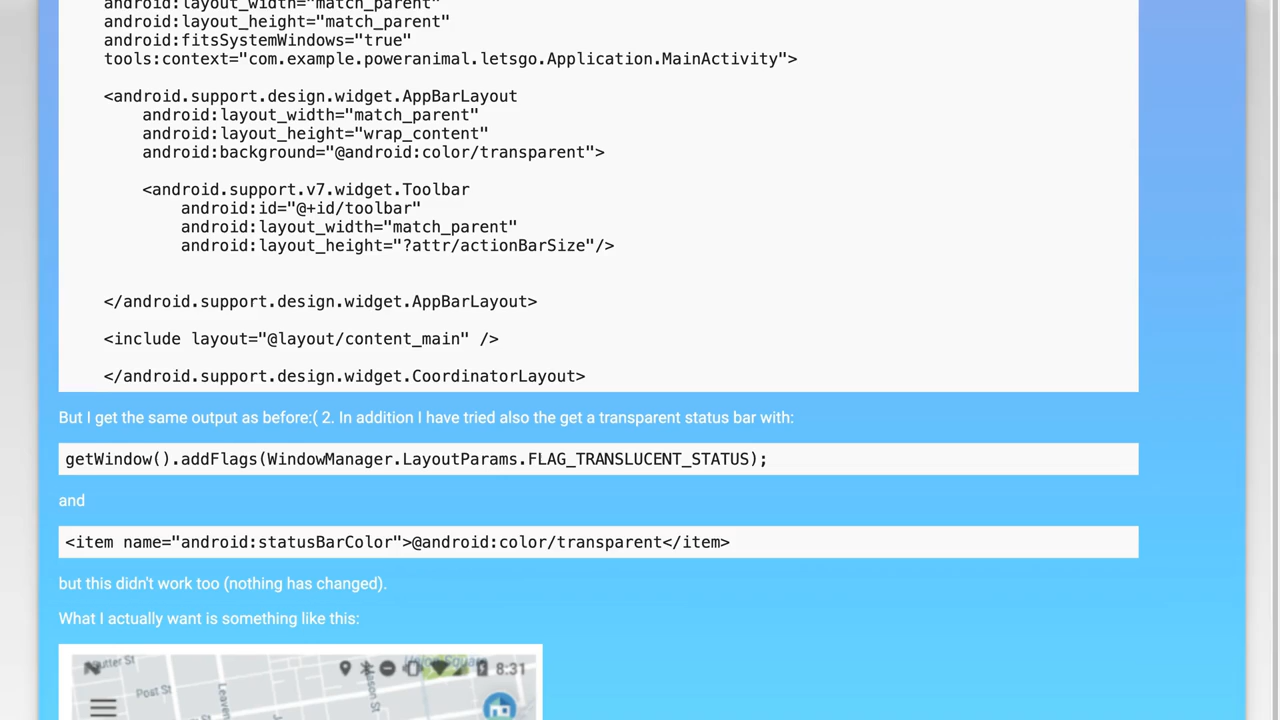 android:layout_width="match_parent"
android:layout_height="match_parent"
android:fitsSystemWindows="true"
tools:context="com.example.poweranimal.letsgo.Application.MainActivity">
<android.support.design.widget.AppBarLayout
android:layout_width="match_parent"
android:layout_height="wrap_content"
android:background="@android:color/transparent">
<android.support.v7.widget.Toolbar
android:id="@+id/toolbar"
android:layout_width="match_parent"
android:layout_height="?attr/actionBarSize"/>
</android.support.design.widget.AppBarLayout>
<include layout="@layout/content_main" />
</android.support.design.widget.CoordinatorLayout>
But I get the same output as before:( 2. In addition I have tried also the get a transparent status bar with:
getWindow().addFlags(WindowManager.LayoutParams.FLAG_TRANSLUCENT_STATUS);
and
<item name="android:statusBarColor">@android:color/transparent</item>
but this didn't work too (nothing has changed).
What I actually want is something like this:
8:31
Post St